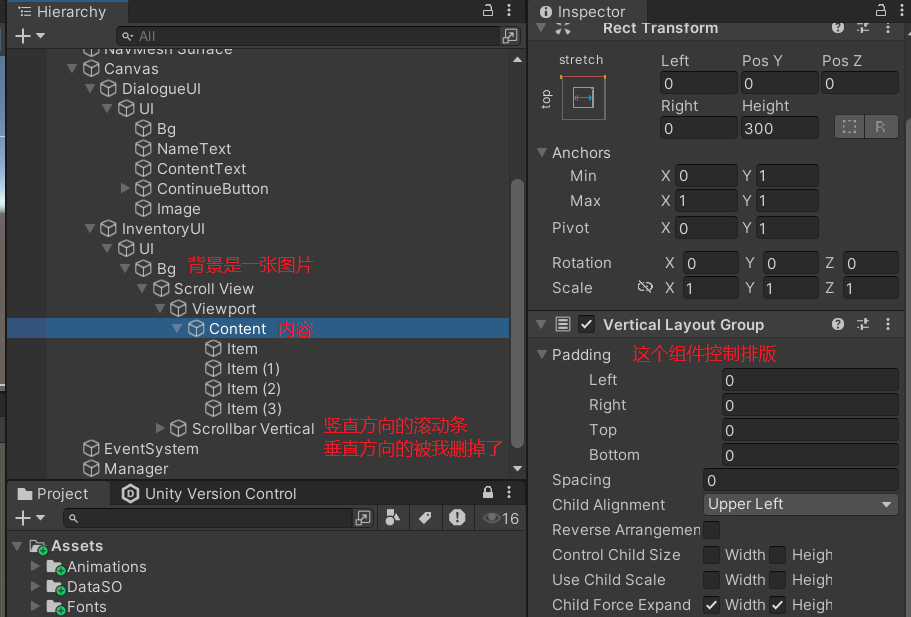 Hierarchy
All
NavMesh Surface
Canvas
DialogueUI
UI
Bg
NameText
ContentText
ContinueButton
Image
InventoryUI
UI
Bg 背景是一张图片
Scroll View
Viewport
Content 内容
Item
Item (1)
Item (2)
Item (3)
Scrollbar Vertical 竖直方向的滚动条
垂直方向的被我删掉了
EventSystem
Manager
Project Unity Version Control
16
Assets
Animations
DataSO
Fonts
Inspector
Rect Transform
stretch Left Pos Y Pos Z
top 0 0 0
Right Height
0 300 R
Anchors
Min X 0 Y 1
Max X 1 Y 1
Pivot X 0 Y 1
Rotation X 0 Y 0 Z 0
Scale X 1 Y 1 Z 1
Vertical Layout Group
Padding 这个组件控制排版
Left 0
Right 0
Top 0
Bottom 0
Spacing 0
Child Alignment Upper Left
Reverse Arrangemen
Control Child Size Width Heigh
Use Child Scale Width Heigh
Child Force Expand Width Heigh